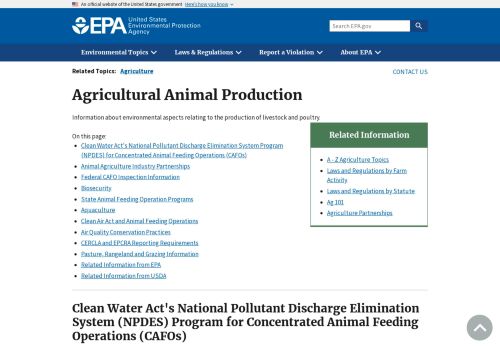 An official website of the United States government Here's how you know
EPA United States
Environmental Protection
Agency
Search EPA.gov
Environmental Topics
Laws & Regulations
Report a Violation
About EPA
Related Topics: Agriculture
CONTACT US
Agricultural Animal Production
Information about environmental aspects relating to the production of livestock and poultry.
On this page:
Clean Water Act's National Pollutant Discharge Elimination System Program
(NPDES) for Concentrated Animal Feeding Operations (CAFOs)
Animal Agriculture Industry Partnerships
Federal CAFO Inspection Information
Biosecurity
State Animal Feeding Operation Programs
Aquaculture
Clean Air Act and Animal Feeding Operations
Air Quality Conservation Practices
CERCLA and EPCRA Reporting Requirements
Pasture, Rangeland and Grazing Information
Related Information from EPA
Related Information from USDA
Related Information
A - Z Agriculture Topics
Laws and Regulations by Farm
Activity
Laws and Regulations by Statute
Ag 101
Agriculture Partnerships
Clean Water Act's National Pollutant Discharge Elimination
System (NPDES) Program for Concentrated Animal Feeding
Operations (CAFOs)